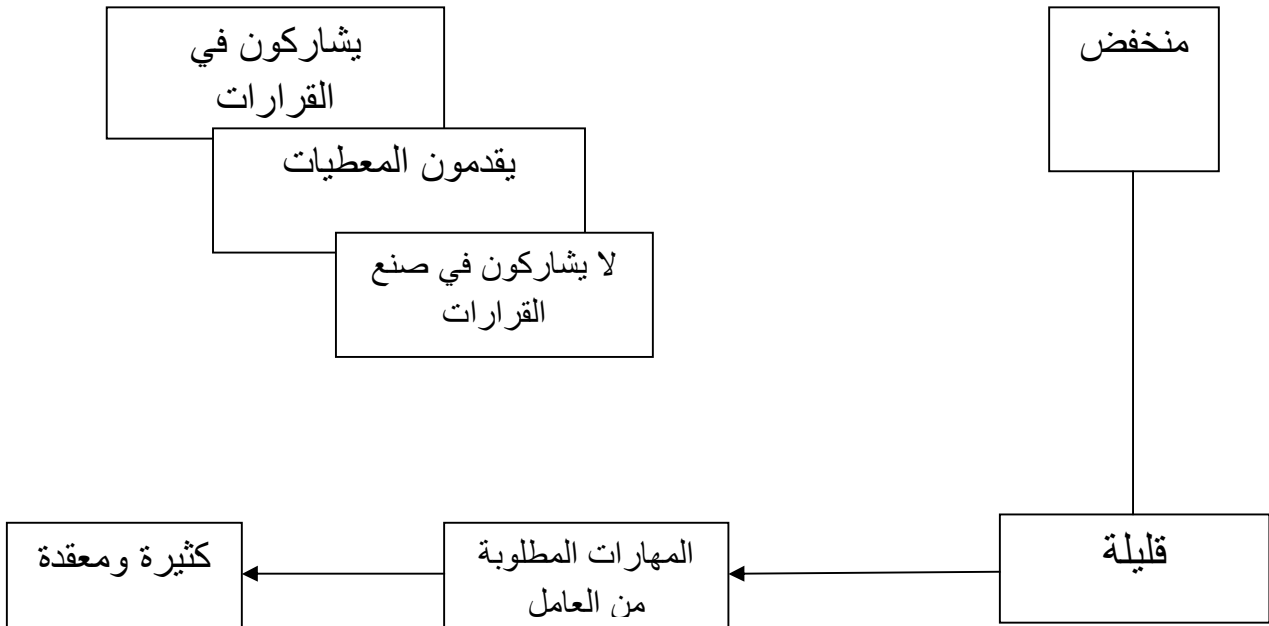 منخفض
يشاركون في
القرارات
يقدمون المعطيات
لا يشاركون في صنع
القرارات
قليلة
المهارات المطلوبة
من العامل
كثيرة ومعقدة